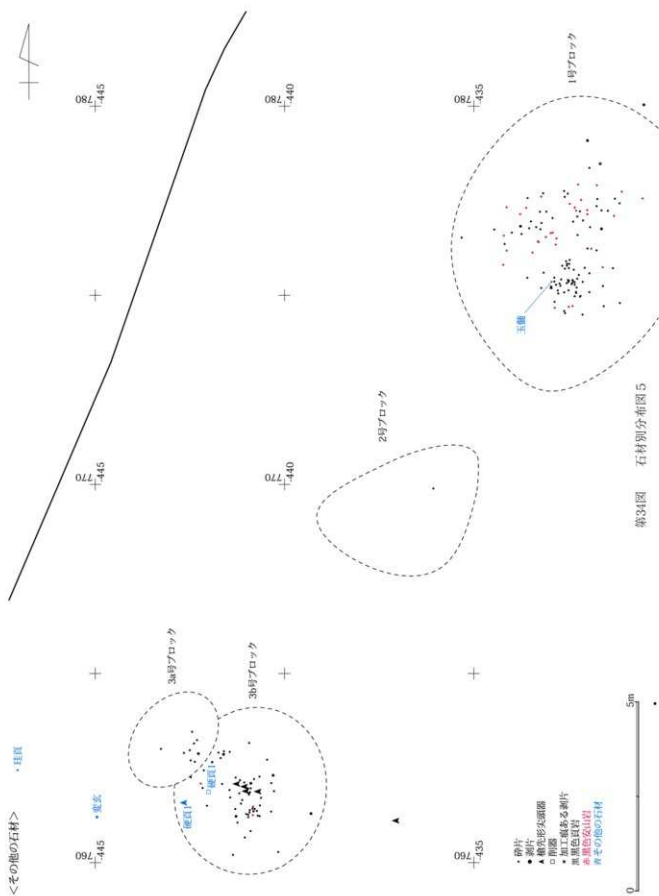 <その他の石材>
・珪頁
・変玄
3a号ブロック
3b号ブロック
硬頁1
硬頁1
2号ブロック
1号ブロック
玉髄
780 -445
780 -440
780 -435
770 -445
770 -440
760 -445
760 -435
・砕片
●剥片
▲槍先形尖頭器
□削器
★加工痕ある剥片
黒 黒色頁岩
赤 黒色安山岩
青 その他の石材
0 5m
第34図 石材別分布図5